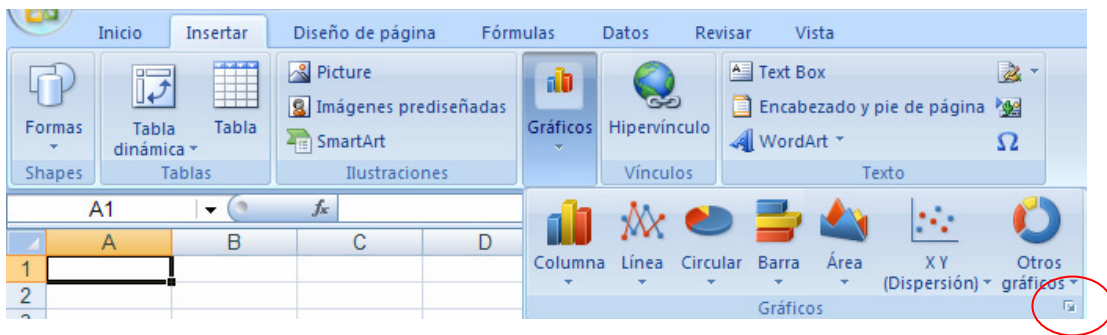 Inicio Insertar Diseño de página Fórmulas Datos Revisar Vista
Picture
Imágenes prediseñadas
SmartArt
Formas
Tabla dinámica
Tabla
Gráficos
Hipervínculo
Text Box
Encabezado y pie de página
WordArt
Ω
Shapes Tablas Ilustraciones Vínculos Texto
A1 fx
A B C D
1
2
Columna Línea Circular Barra Área X Y (Dispersión) Otros gráficos
Gráficos